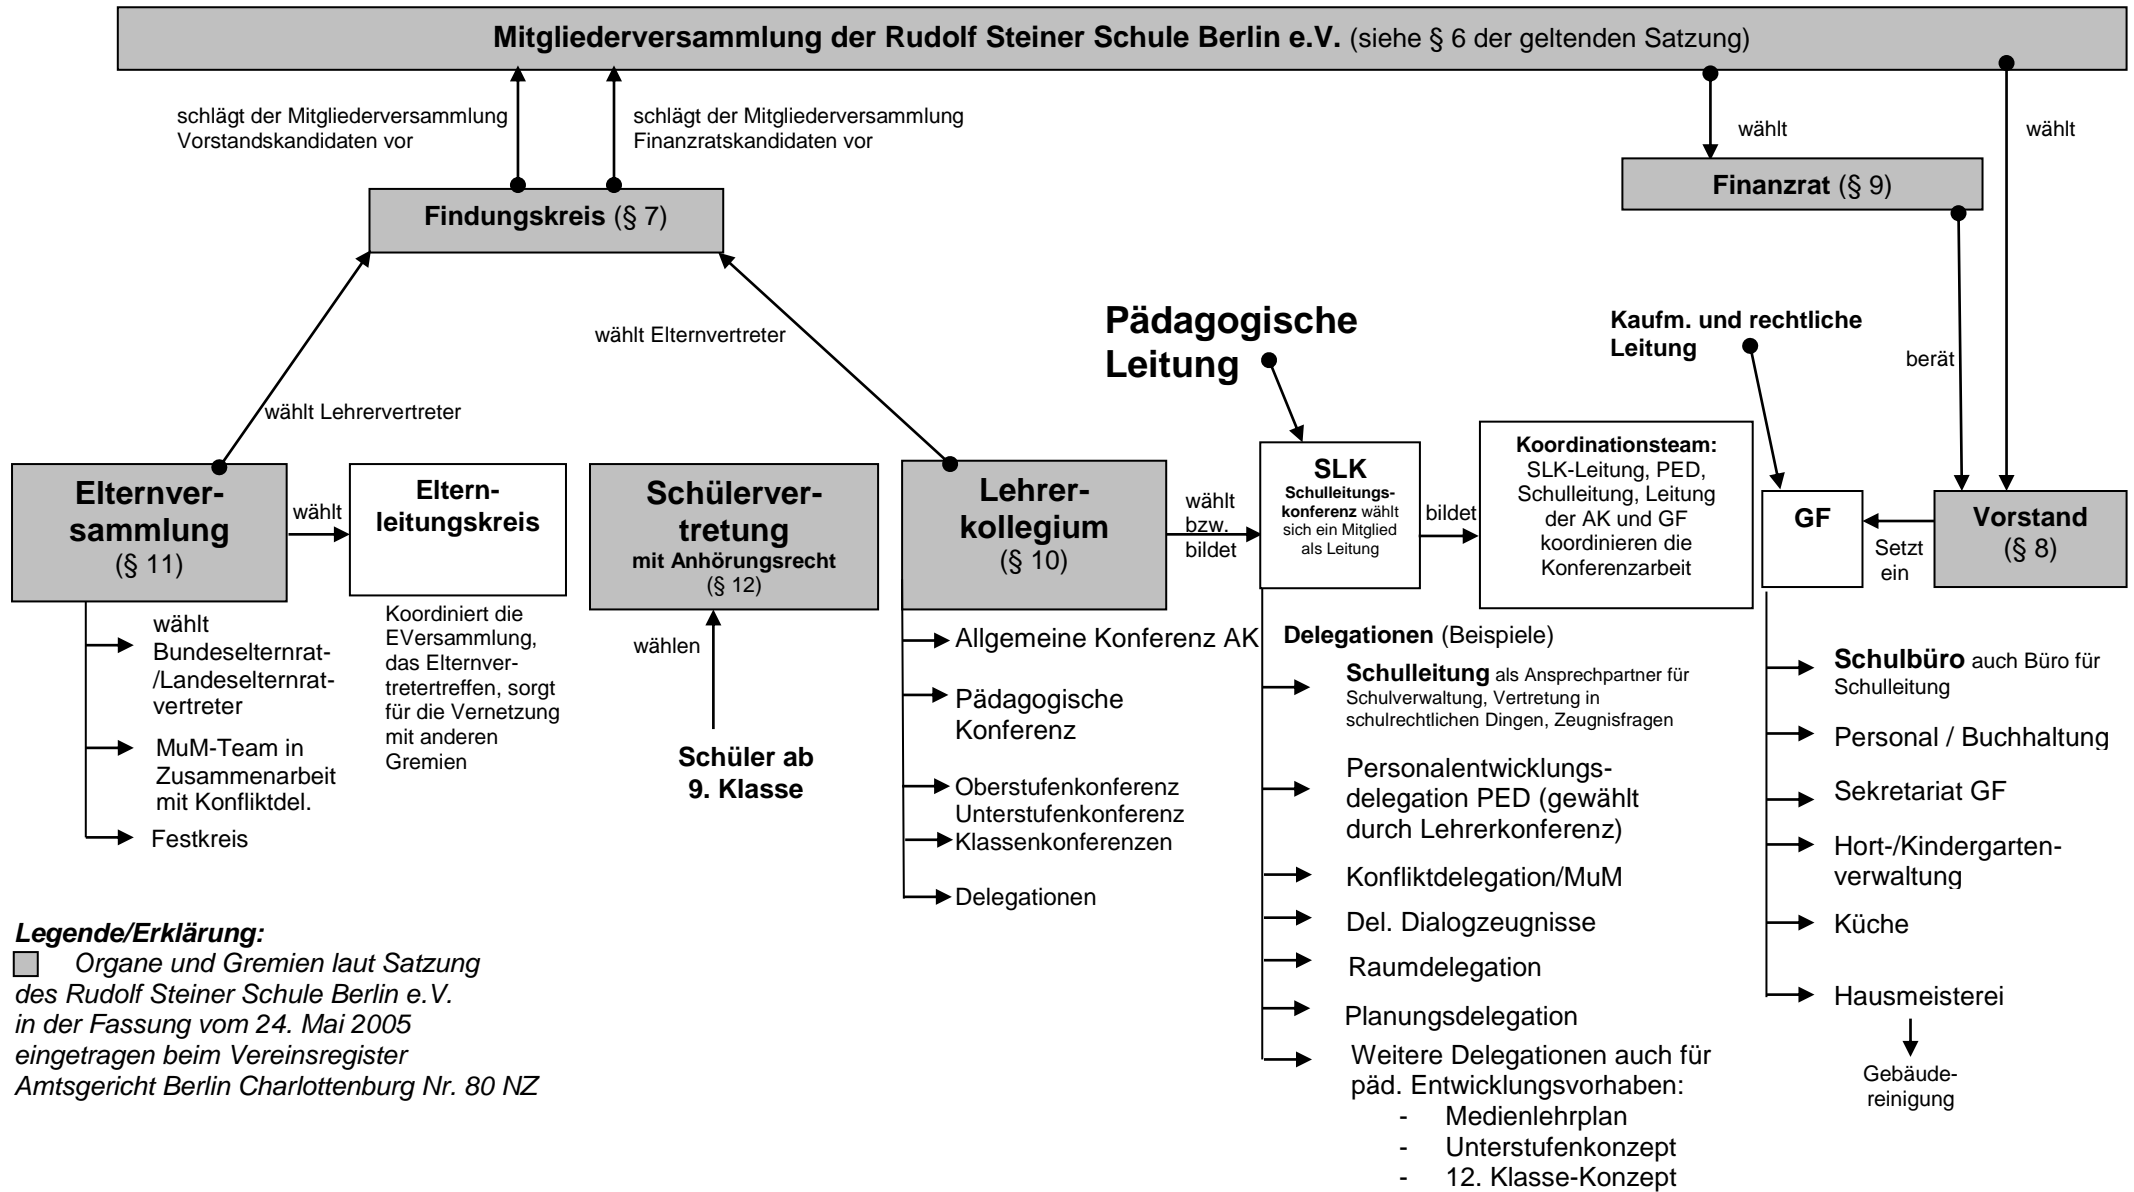 Mitgliederversammlung der Rudolf Steiner Schule Berlin e.V. (siehe § 6 der geltenden Satzung)
schlägt der Mitgliederversammlung
Vorstandskandidaten vor
schlägt der Mitgliederversammlung
Finanzratskandidaten vor
wählt
wählt
Finanzrat (§ 9)
Findungskreis (§ 7)
wählt Elternvertreter
wählt Lehrervertreter
Pädagogische
Leitung
Kaufm. und rechtliche
Leitung
berät
Elternver-
sammlung
(§ 11)
wählt
Eltern-
leitungskreis
Schülerver-
tretung
mit Anhörungsrecht
(§ 12)
Lehrer-
kollegium
(§ 10)
wählt
bzw.
bildet
SLK
Schulleitungs-
konferenz wählt
sich ein Mitglied
als Leitung
bildet
Koordinationsteam:
SLK-Leitung, PED,
Schulleitung, Leitung
der AK und GF
koordinieren die
Konferenzarbeit
GF
Setzt
ein
Vorstand
(§ 8)
wählt
Bundeselternrat-
/Landeselternrat-
vertreter
MuM-Team in
Zusammenarbeit
mit Konfliktdel.
Festkreis
Koordiniert die
EVersammlung,
das Elternver-
tretertreffen, sorgt
für die Vernetzung
mit anderen
Gremien
wählen
Schüler ab
9. Klasse
Allgemeine Konferenz AK
Pädagogische
Konferenz
Oberstufenkonferenz
Unterstufenkonferenz
Klassenkonferenzen
Delegationen
Delegationen (Beispiele)
Schulleitung als Ansprechpartner für
Schulverwaltung, Vertretung in
schulrechtlichen Dingen, Zeugnisfragen
Personalentwicklungs-
delegation PED (gewählt
durch Lehrerkonferenz)
Konfliktdelegation/MuM
Del. Dialogzeugnisse
Raumdelegation
Planungsdelegation
Weitere Delegationen auch für
päd. Entwicklungsvorhaben:
- Medienlehrplan
- Unterstufenkonzept
- 12. Klasse-Konzept
Schulbüro auch Büro für
Schulleitung
Personal / Buchhaltung
Sekretariat GF
Hort-/Kindergarten-
verwaltung
Küche
Hausmeisterei
Gebäude-
reinigung
Legende/Erklärung:
Organe und Gremien laut Satzung
des Rudolf Steiner Schule Berlin e.V.
in der Fassung vom 24. Mai 2005
eingetragen beim Vereinsregister
Amtsgericht Berlin Charlottenburg Nr. 80 NZ